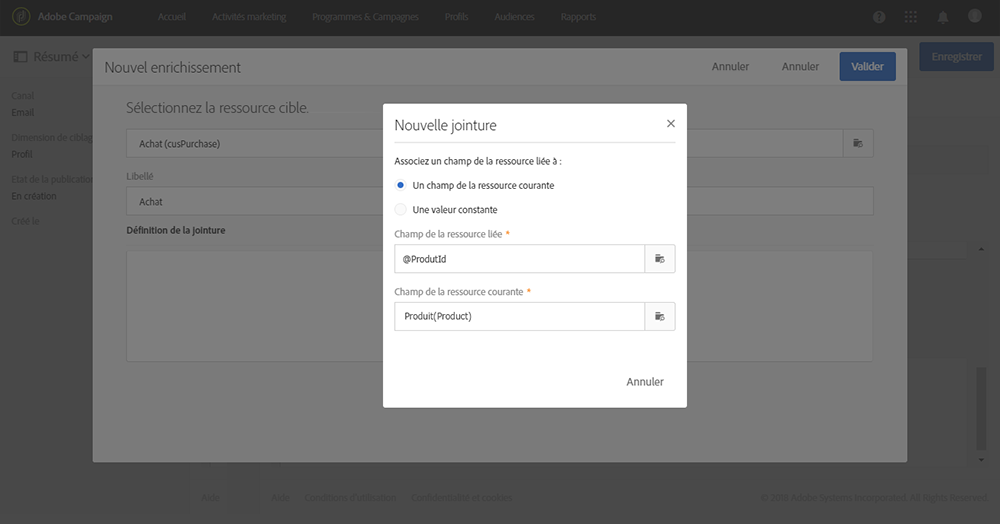 Adobe Campaign
Accueil
Activités marketing
Programmes & Campagnes
Profils
Audiences
Rapports
Résumé
Enregistrer
Canal
Email
Dimension de ciblag
Profil
Etat de la publication
En création
Créé le
Nouvel enrichissement
Annuler
Annuler
Valider
Sélectionnez la ressource cible.
Achat (cusPurchase)
Libellé
Achat
Définition de la jointure
Nouvelle jointure
Associez un champ de la ressource liée à :
Un champ de la ressource courante
Une valeur constante
Champ de la ressource liée *
@ProdutId
Champ de la ressource courante *
Produit(Product)
Annuler
Aide
Aide
Conditions d'utilisation
Confidentialité et cookies
© 2018 Adobe Systems Incorporated. All Rights Reserved.